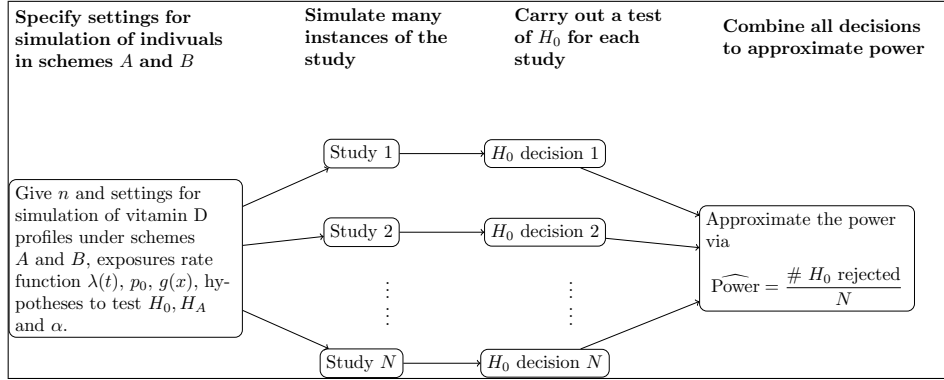 Specify settings for
simulation of indivuals
in schemes A and B
Simulate many
instances of the
study
Carry out a test
of H₀ for each
study
Combine all decisions
to approximate power
Give n and settings for
simulation of vitamin D
profiles under schemes
A and B, exposures rate
function λ(t), p₀, g(x), hy-
potheses to test H₀, H_A
and α.
Study 1
H₀ decision 1
Study 2
H₀ decision 2
⋮
⋮
Study N
H₀ decision N
Approximate the power
via
\widehat{Power} = # H₀ rejected / N